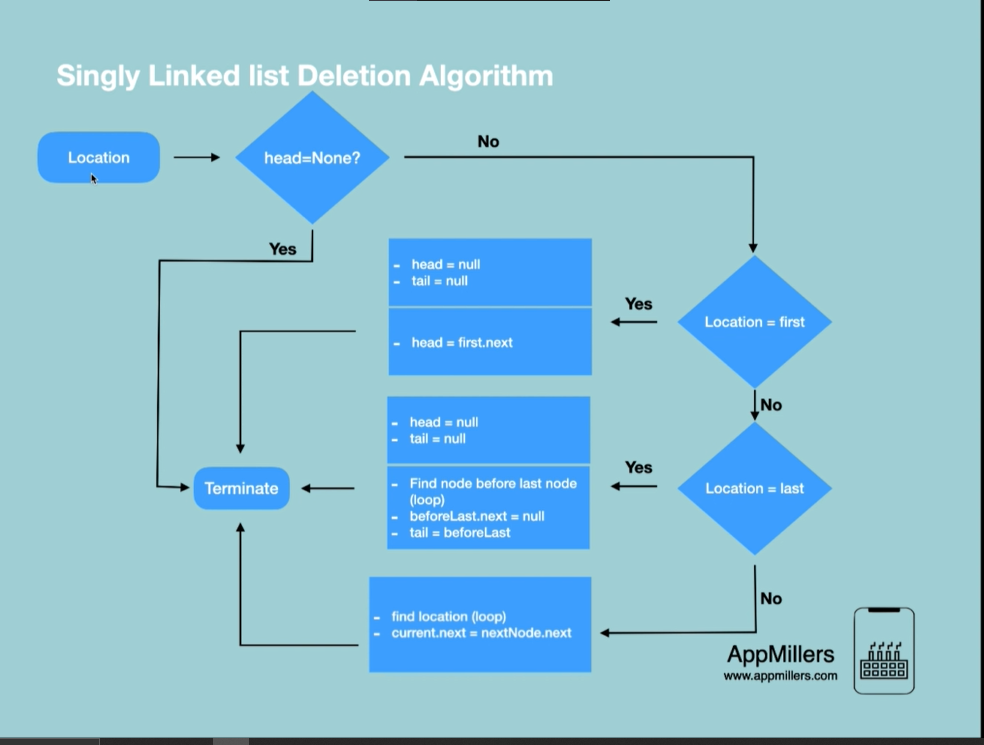 Singly Linked list Deletion Algorithm
Location
head=None?
No
Yes
- head = null
- tail = null
- head = first.next
Yes
Location = first
No
- head = null
- tail = null
- Find node before last node
(loop)
- beforeLast.next = null
- tail = beforeLast
Yes
Location = last
Terminate
No
- find location (loop)
- current.next = nextNode.next
AppMillers
www.appmillers.com